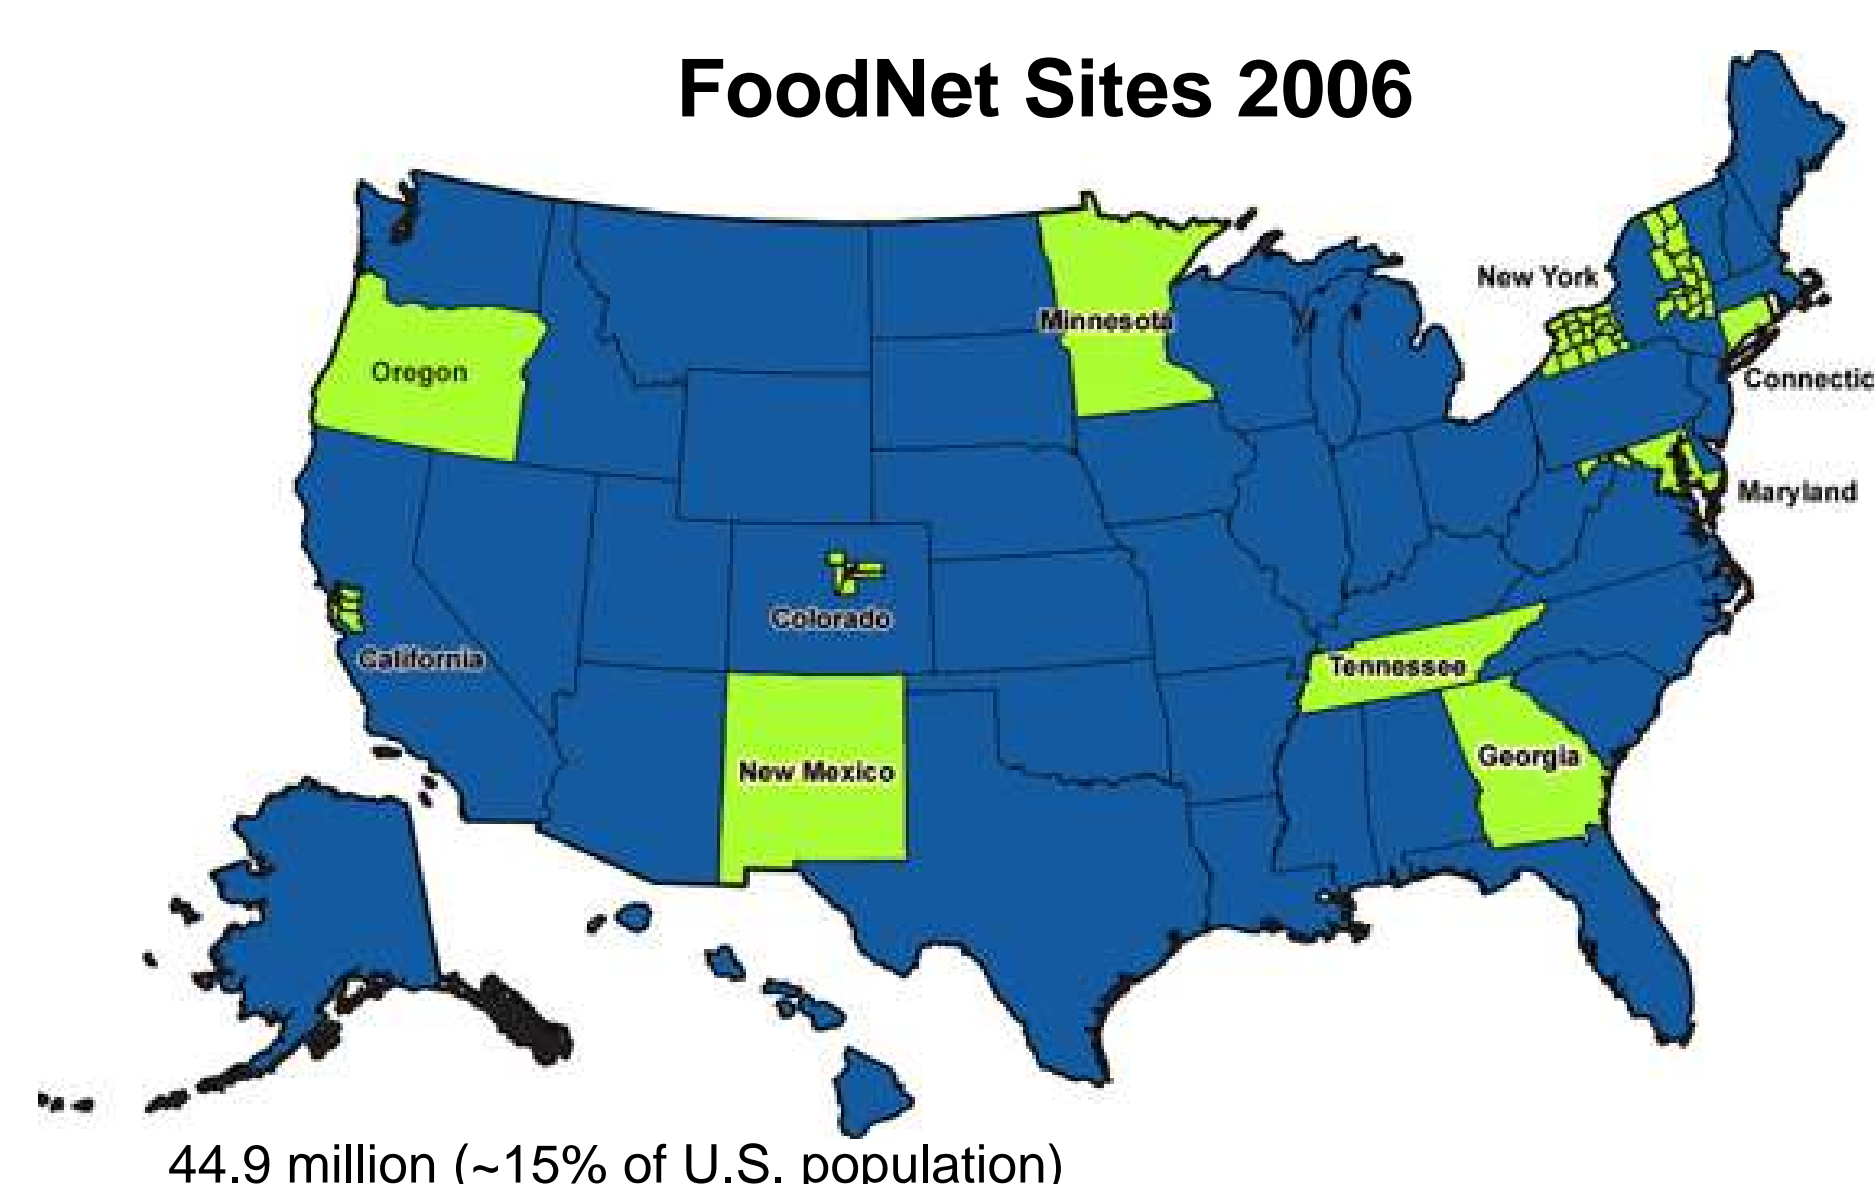 FoodNet Sites 2006
New York
Minnesota
Oregon
Connectic
Maryland
Colorado
California
Tennessee
Georgia
New Mexico
44.9 million (~15% of U.S. population)